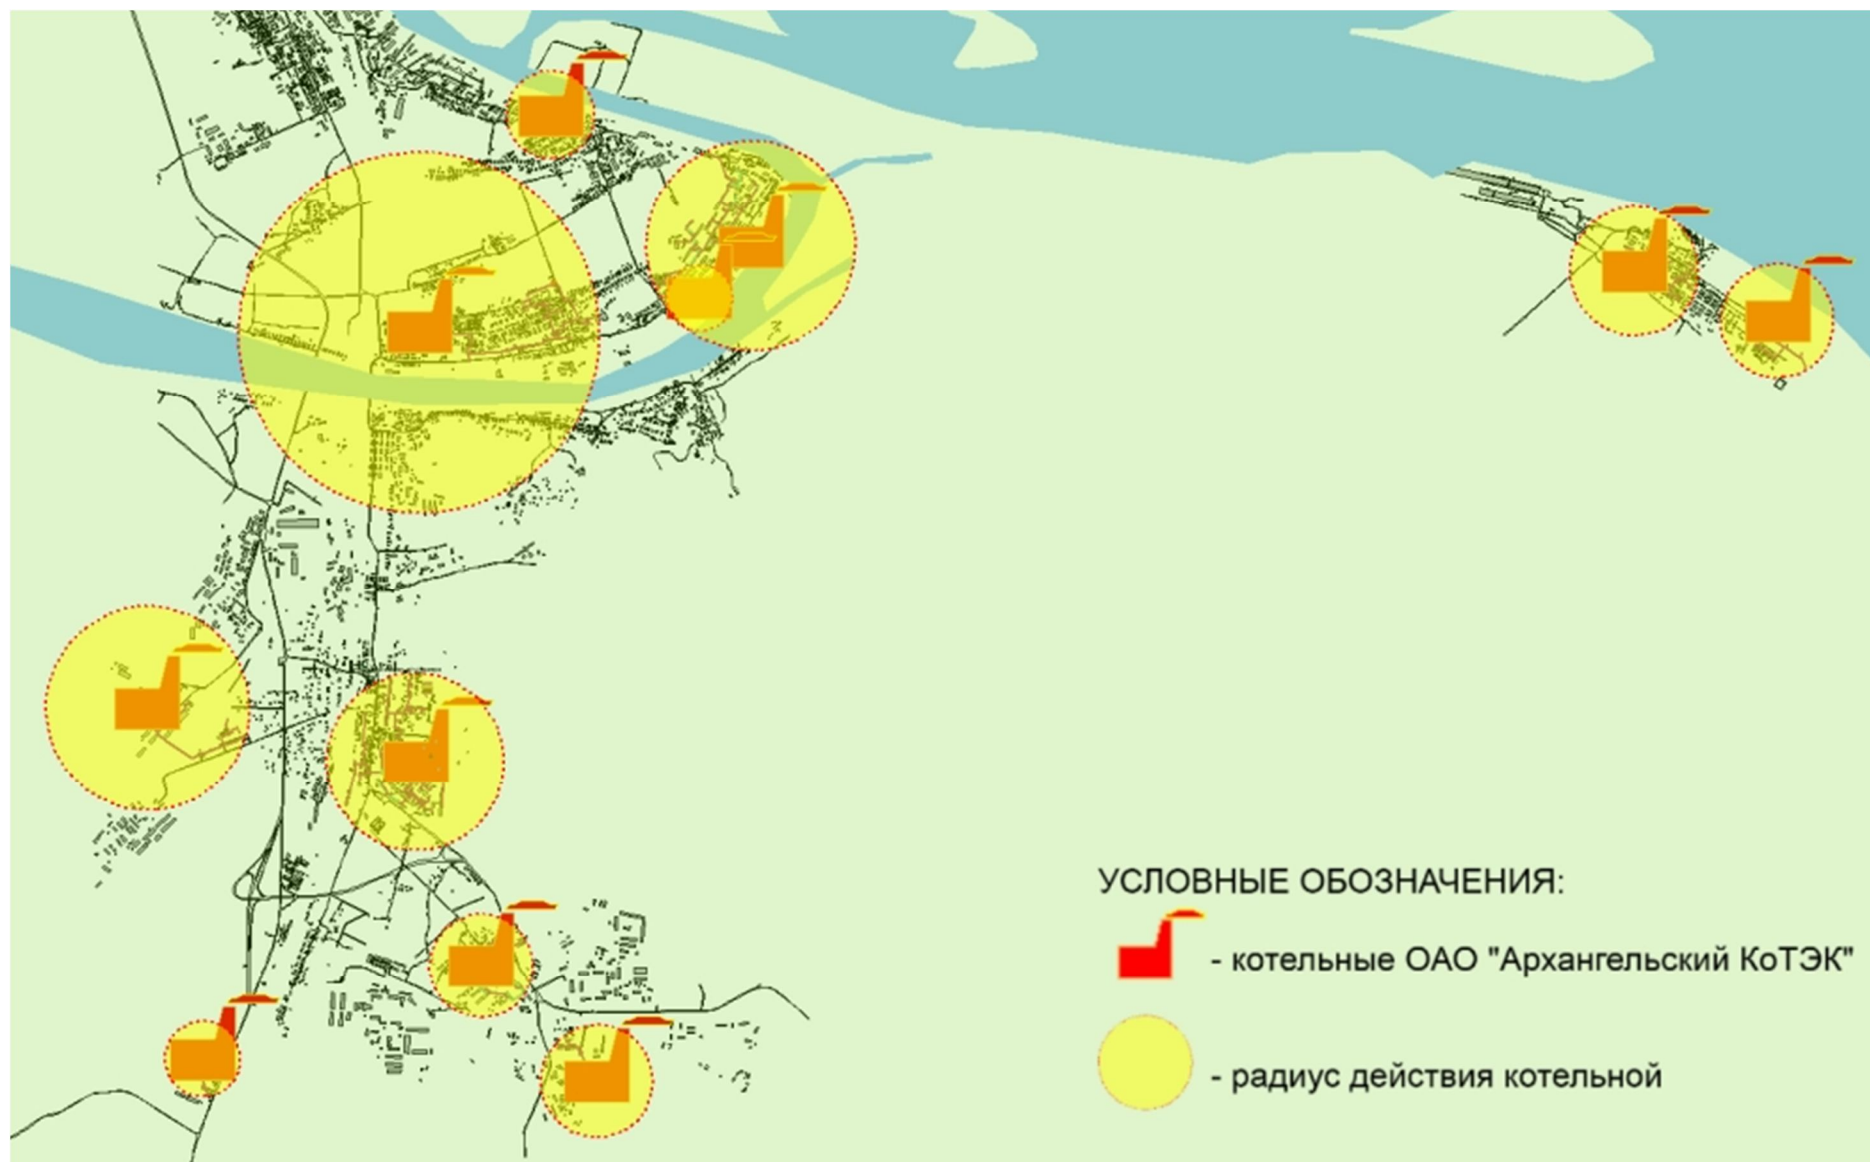 УСЛОВНЫЕ ОБОЗНАЧЕНИЯ:
- котельные ОАО "Архангельский КоТЭК"
- радиус действия котельной